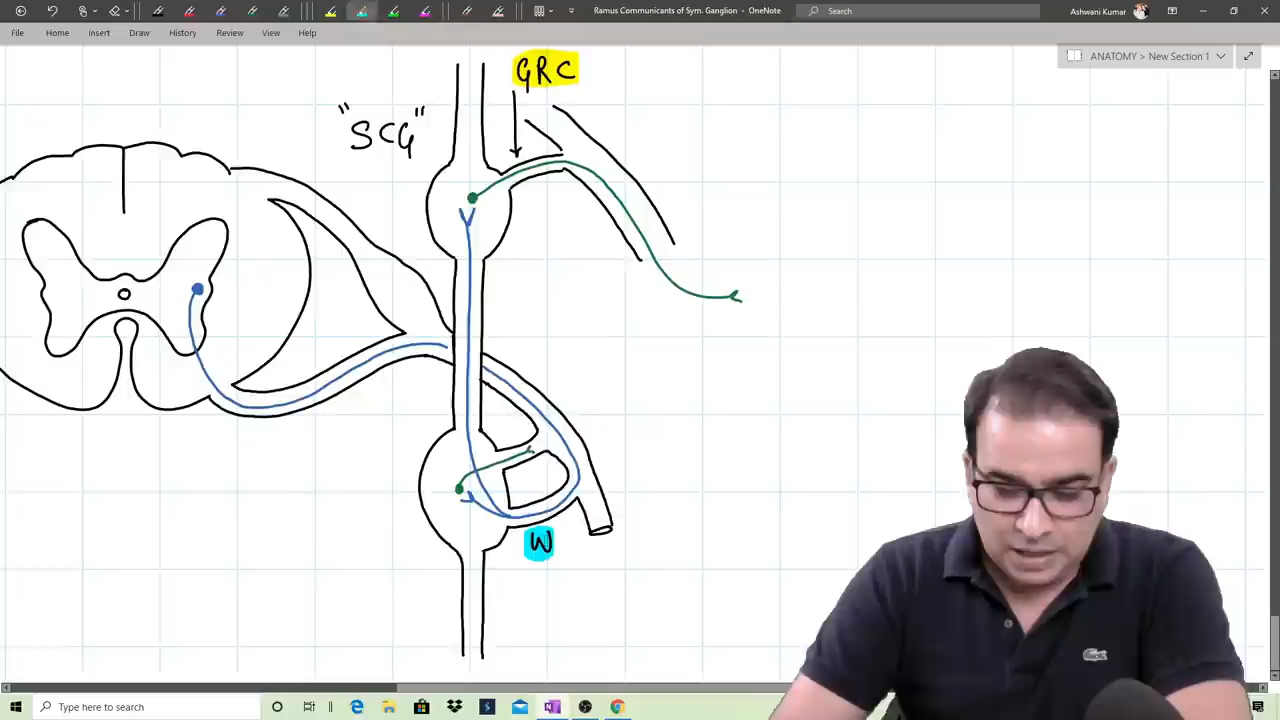 Ramus Communicants of Sym. Ganglion - OneNote
Search
Ashwani Kumar
File Home Insert Draw History Review View Help
ANATOMY > New Section 1
GRC
"SCG"
W
Type here to search